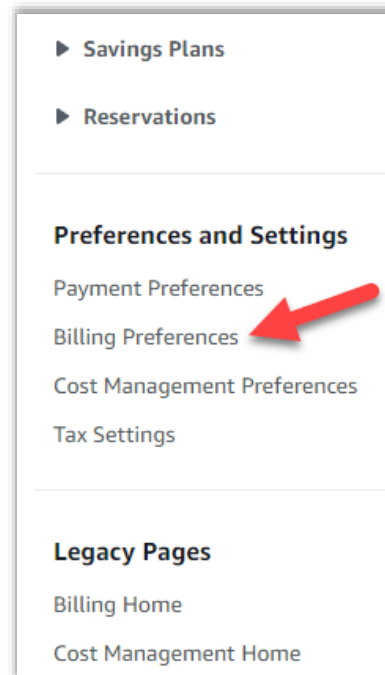 Savings Plans
Reservations
Preferences and Settings
Payment Preferences
Billing Preferences
Cost Management Preferences
Tax Settings
Legacy Pages
Billing Home
Cost Management Home